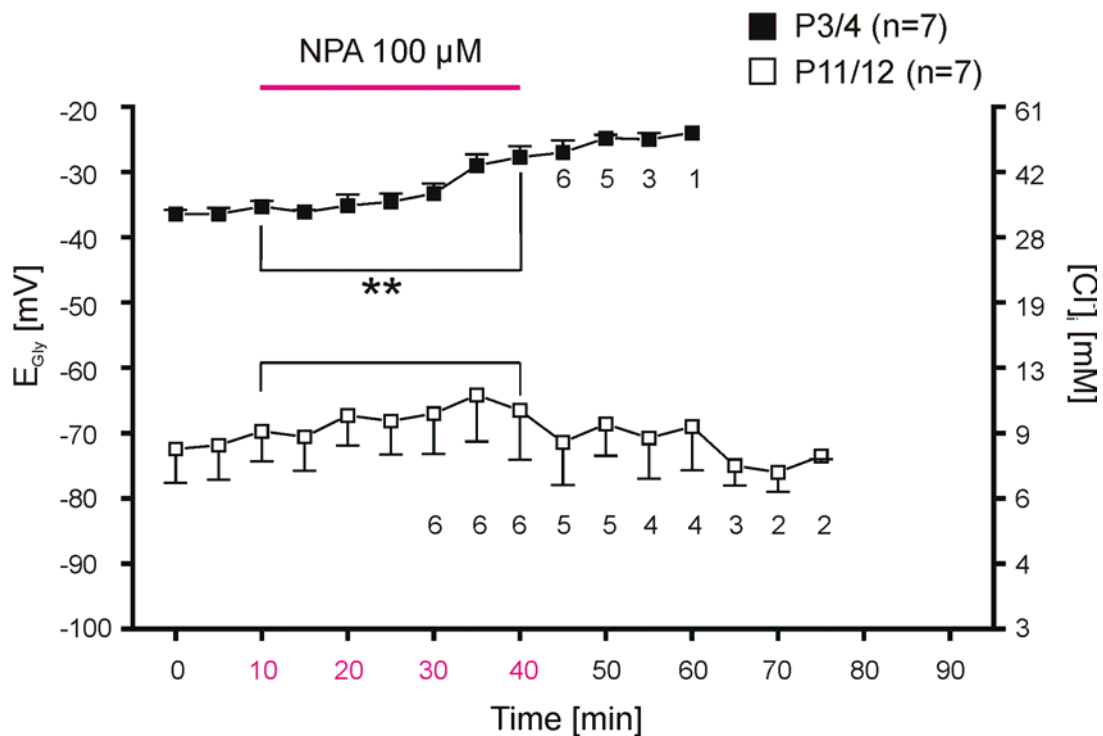 P3/4 (n=7)
NPA 100 µM
P11/12 (n=7)
-20
61
-30
42
6 5 3 1
-40
28
-50
**
19
E_Gly [mV]
[Cl⁻]ᵢ [mM]
-60
13
-70
9
-80
6
6 6 6 5 5 4 4 3 2 2
-90
4
-100
3
0 10 20 30 40 50 60 70 80 90
Time [min]